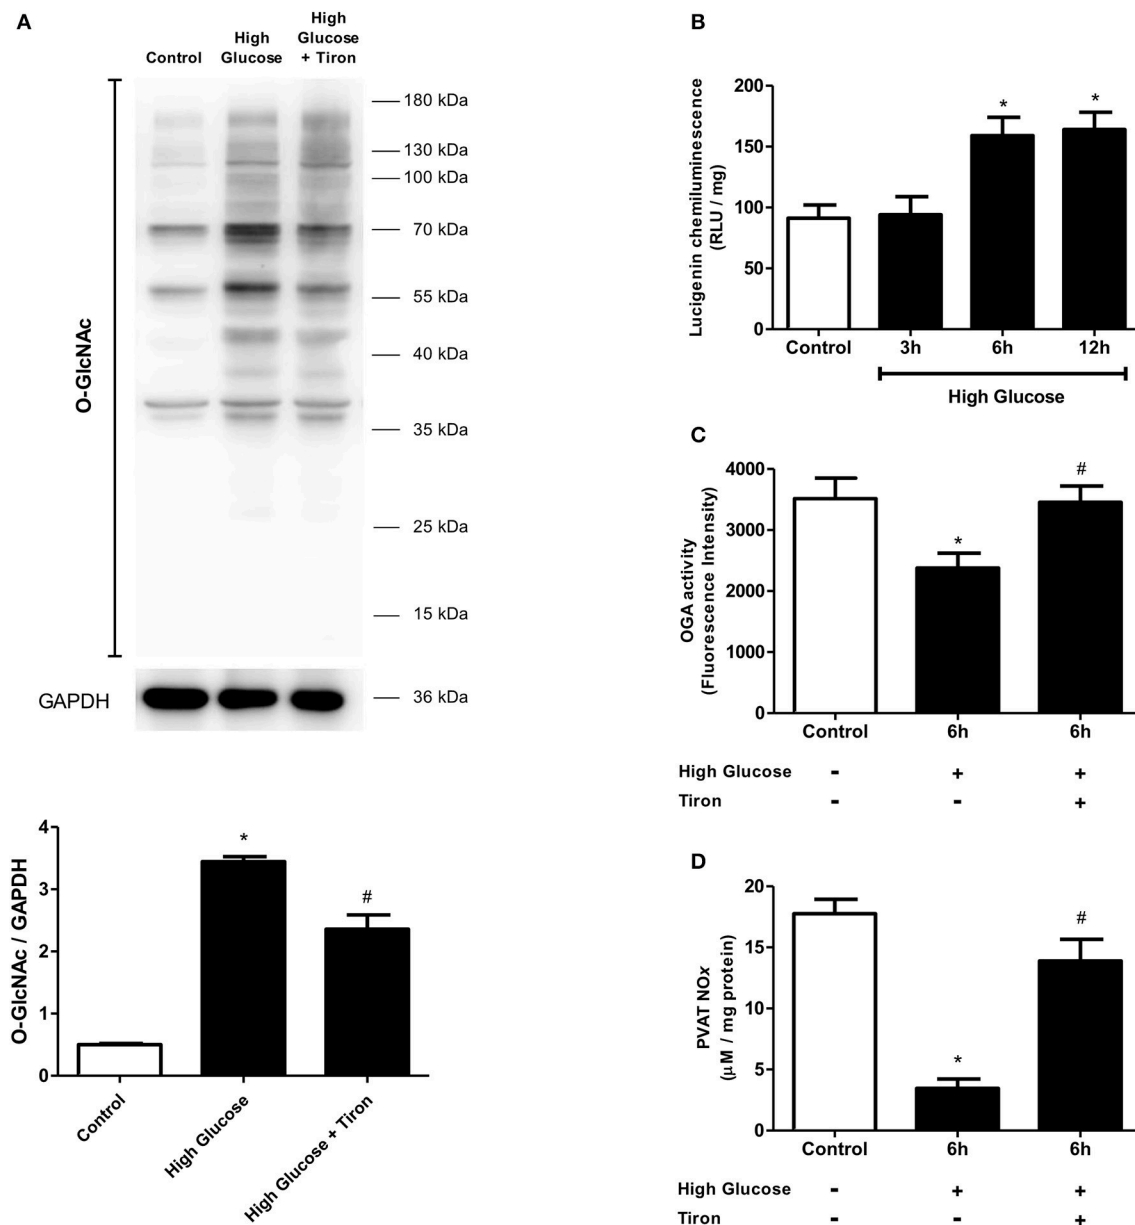 A
Control
High
Glucose
High
Glucose
+ Tiron
180 kDa
130 kDa
100 kDa
70 kDa
55 kDa
40 kDa
35 kDa
25 kDa
15 kDa
O-GlcNAc
GAPDH
36 kDa
O-GlcNAc / GAPDH
4
3
2
1
0
*
#
Control
High Glucose
High Glucose + Tiron
B
Lucigenin chemiluminescence
(RLU / mg)
200
150
100
50
0
*
*
Control
3h
6h
12h
High Glucose
C
OGA activity
(Fluorescence Intensity)
4000
3000
2000
1000
0
*
#
Control
6h
6h
High Glucose - + +
Tiron - - +
D
PVAT NOx
(µM / mg protein)
20
15
10
5
0
*
#
Control
6h
6h
High Glucose - + +
Tiron - - +